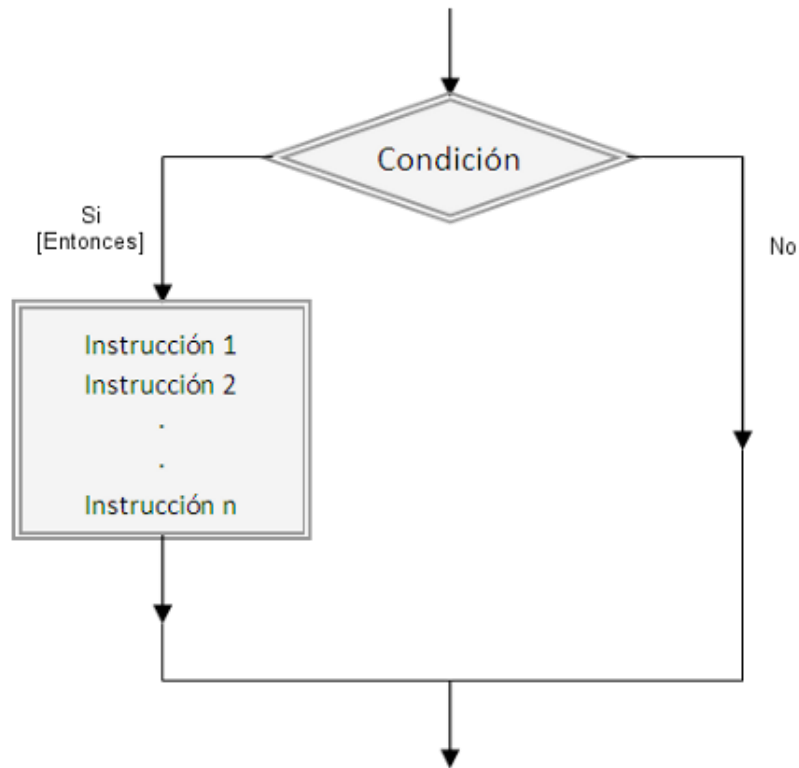 Condición
Si
[Entonces]
No
Instrucción 1
Instrucción 2
.
.
Instrucción n